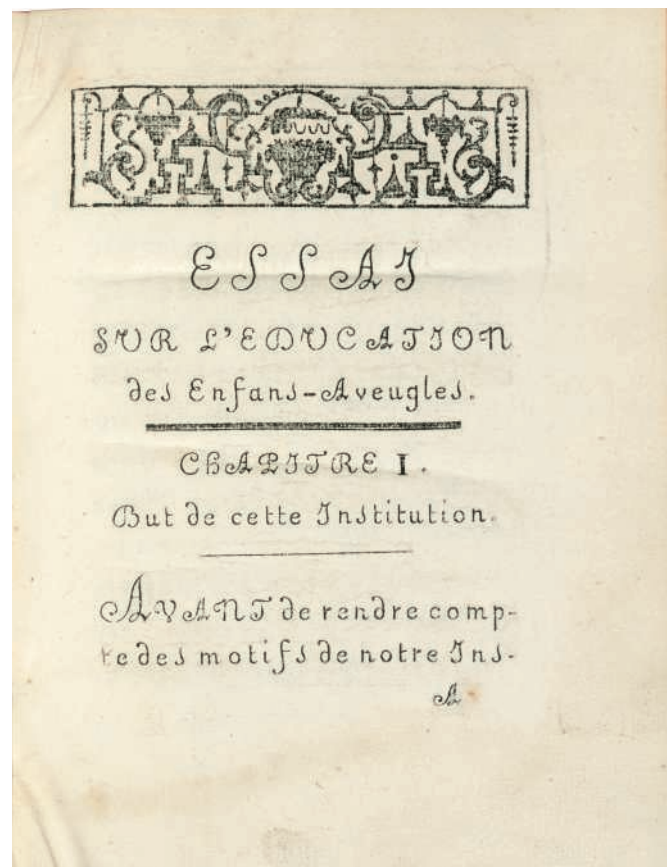 ESSAI
SUR L'EDUCATION
des Enfans-Aveugles.
CHAPITRE I.
But de cette Institution.
AVANT de rendre comp-
te des motifs de notre Ins-
A